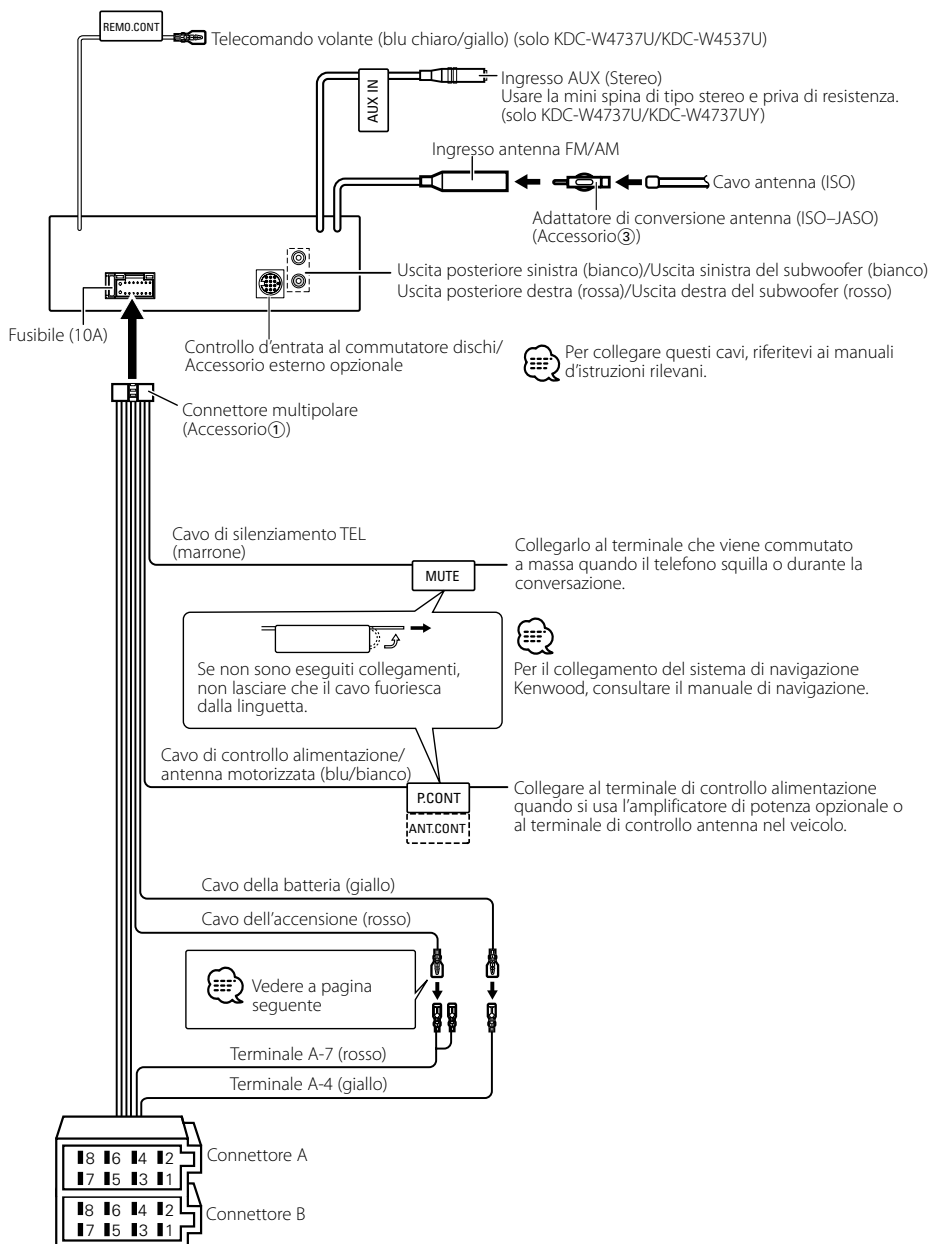 REMO.CONT
Telecomando volante (blu chiaro/giallo) (solo KDC-W4737U/KDC-W4537U)
AUX IN
Ingresso AUX (Stereo)
Usare la mini spina di tipo stereo e priva di resistenza.
(solo KDC-W4737U/KDC-W4737UY)
Ingresso antenna FM/AM
Cavo antenna (ISO)
Adattatore di conversione antenna (ISO–JASO)
(Accessorio③)
Uscita posteriore sinistra (bianco)/Uscita sinistra del subwoofer (bianco)
Uscita posteriore destra (rossa)/Uscita destra del subwoofer (rosso)
Fusibile (10A)
Controllo d'entrata al commutatore dischi/
Accessorio esterno opzionale
Per collegare questi cavi, riferitevi ai manuali
d'istruzioni rilevani.
Connettore multipolare
(Accessorio①)
Cavo di silenziamento TEL
(marrone)
MUTE
Collegarlo al terminale che viene commutato
a massa quando il telefono squilla o durante la
conversazione.
Se non sono eseguiti collegamenti,
non lasciare che il cavo fuoriesca
dalla linguetta.
Per il collegamento del sistema di navigazione
Kenwood, consultare il manuale di navigazione.
Cavo di controllo alimentazione/
antenna motorizzata (blu/bianco)
P.CONT
ANT.CONT
Collegare al terminale di controllo alimentazione
quando si usa l'amplificatore di potenza opzionale o
al terminale di controllo antenna nel veicolo.
Cavo della batteria (giallo)
Cavo dell'accensione (rosso)
Vedere a pagina
seguente
Terminale A-7 (rosso)
Terminale A-4 (giallo)
8 6 4 2
7 5 3 1
Connettore A
8 6 4 2
7 5 3 1
Connettore B